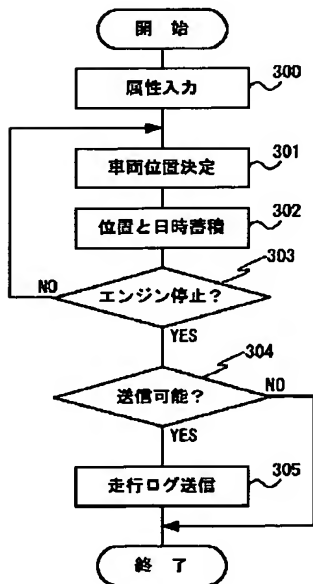 開 始
属性入力
300
車両位置決定
301
位置と日時蓄積
302
エンジン停止?
303
NO
YES
送信可能?
304
NO
YES
走行ログ送信
305
終 了